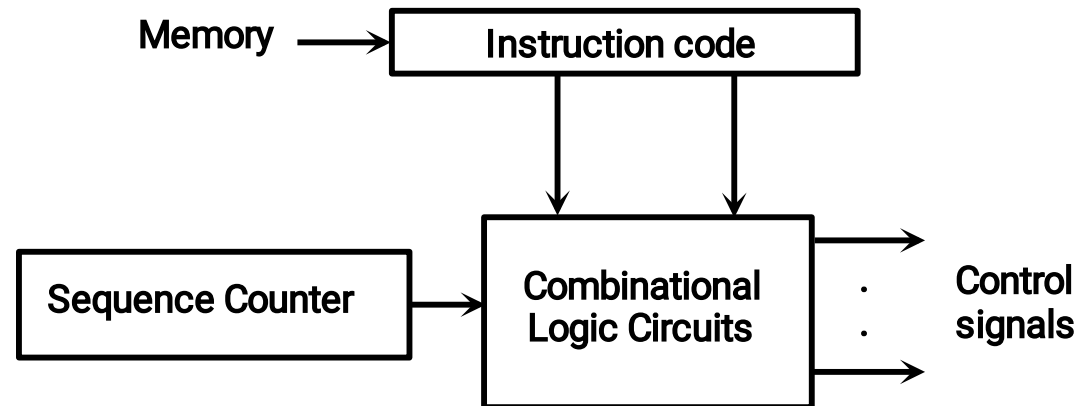 Memory
Instruction code
Sequence Counter
Combinational
Logic Circuits
Control
signals